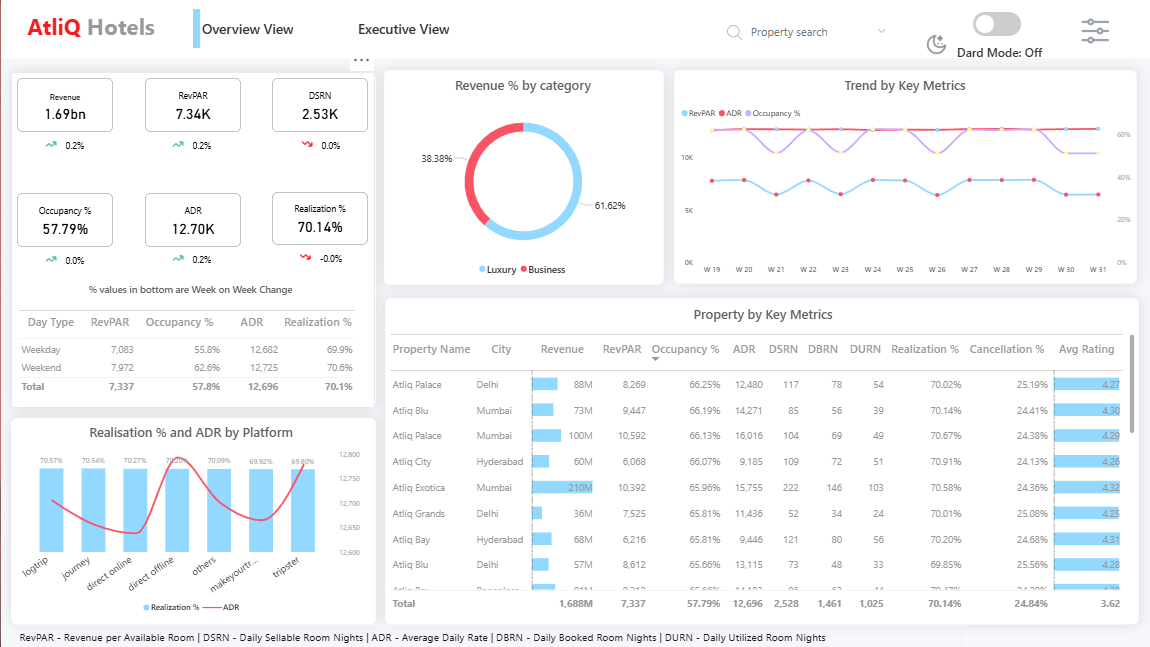 AtliQ Hotels
Overview View
Executive View
Property search
Dard Mode: Off
Revenue
1.69bn
0.2%
RevPAR
7.34K
0.2%
DSRN
2.53K
0.0%
Occupancy %
57.79%
0.0%
ADR
12.70K
0.2%
Realization %
70.14%
-0.0%
% values in bottom are Week on Week Change
Day Type RevPAR Occupancy % ADR Realization %
Weekday 7,083 55.8% 12,682 69.9%
Weekend 7,972 62.6% 12,725 70.6%
Total 7,337 57.8% 12,696 70.1%
Revenue % by category
38.38%
61.62%
Luxury Business
Trend by Key Metrics
RevPAR ADR Occupancy %
10K
5K
0K
60%
40%
20%
0%
W 19 W 20 W 21 W 22 W 23 W 24 W 25 W 26 W 27 W 28 W 29 W 30 W 31
Realisation % and ADR by Platform
70.57% 70.54% 70.27% 70.20% 70.09% 69.92% 69.80%
12,800
12,750
12,700
12,650
12,600
logtrip journey direct online direct offline others makeyourtr... tripster
Realization % ADR
Property by Key Metrics
Property Name City Revenue RevPAR Occupancy % ADR DSRN DBRN DURN Realization % Cancellation % Avg Rating
Atliq Palace Delhi 88M 8,269 66.25% 12,480 117 78 54 70.02% 25.19% 4.27
Atliq Blu Mumbai 73M 9,447 66.19% 14,271 85 56 39 70.14% 24.41% 4.30
Atliq Palace Mumbai 100M 10,592 66.13% 16,016 104 69 49 70.67% 24.38% 4.29
Atliq City Hyderabad 60M 6,068 66.07% 9,185 109 72 51 70.91% 24.13% 4.26
Atliq Exotica Mumbai 210M 10,392 65.96% 15,755 222 146 103 70.58% 24.36% 4.32
Atliq Grands Delhi 36M 7,525 65.81% 11,436 52 34 24 70.01% 25.08% 4.25
Atliq Bay Hyderabad 68M 6,216 65.81% 9,446 121 80 56 70.20% 24.68% 4.31
Atliq Blu Delhi 57M 8,612 65.66% 13,115 73 48 33 69.85% 25.56% 4.28
Total 1,688M 7,337 57.79% 12,696 2,528 1,461 1,025 70.14% 24.84% 3.62
RevPAR - Revenue per Available Room | DSRN - Daily Sellable Room Nights | ADR - Average Daily Rate | DBRN - Daily Booked Room Nights | DURN - Daily Utilized Room Nights